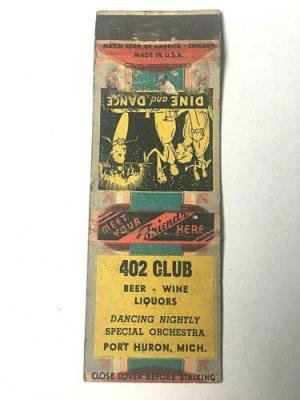 MATCH CORP. OF AMERICA - CHICAGO
MADE IN U.S.A.
DINE and DANCE
MEET YOUR Friends HERE
402 CLUB
BEER - WINE
LIQUORS
DANCING NIGHTLY
SPECIAL ORCHESTRA
PORT HURON, MICH.
CLOSE COVER BEFORE STRIKING